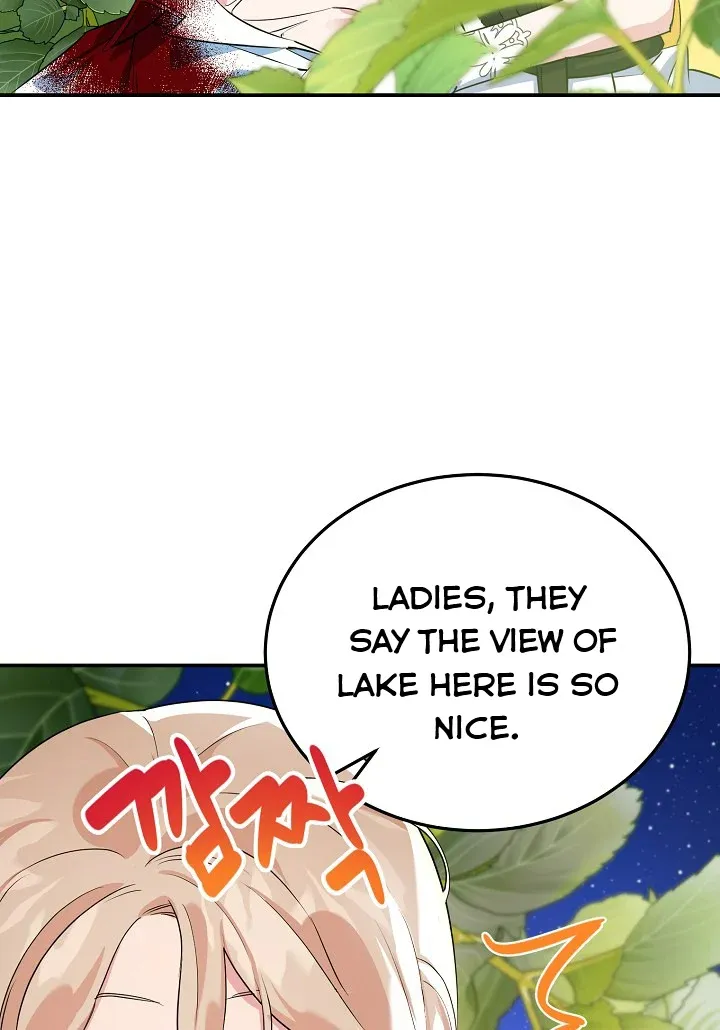 LADIES, THEY
SAY THE VIEW OF
LAKE HERE IS SO
NICE.
깜짝